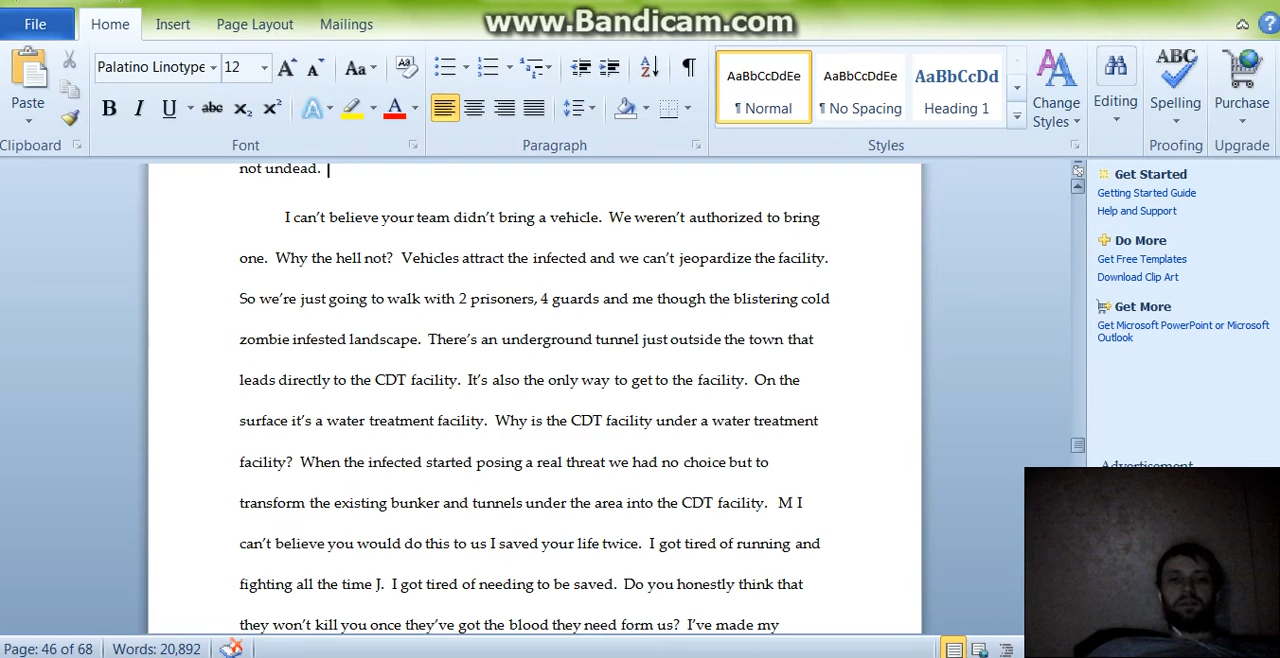 www.Bandicam.com
File Home Insert Page Layout Mailings
Palatino Linotype 12
Paste
AaBbCcDdEe AaBbCcDdEe AaBbCcDd
¶ Normal ¶ No Spacing Heading 1
Change Styles
Editing
Spelling
Purchase
Clipboard Font Paragraph Styles Proofing Upgrade
not undead.
I can’t believe your team didn’t bring a vehicle. We weren’t authorized to bring
one. Why the hell not? Vehicles attract the infected and we can’t jeopardize the facility.
So we’re just going to walk with 2 prisoners, 4 guards and me though the blistering cold
zombie infested landscape. There’s an underground tunnel just outside the town that
leads directly to the CDT facility. It’s also the only way to get to the facility. On the
surface it’s a water treatment facility. Why is the CDT facility under a water treatment
facility? When the infected started posing a real threat we had no choice but to
transform the existing bunker and tunnels under the area into the CDT facility. M I
can’t believe you would do this to us I saved your life twice. I got tired of running and
fighting all the time J. I got tired of needing to be saved. Do you honestly think that
they won’t kill you once they’ve got the blood they need form us? I’ve made my
Get Started
Getting Started Guide
Help and Support
Do More
Get Free Templates
Download Clip Art
Get More
Get Microsoft PowerPoint or Microsoft
Outlook
Advertisement
Page: 46 of 68 Words: 20,892